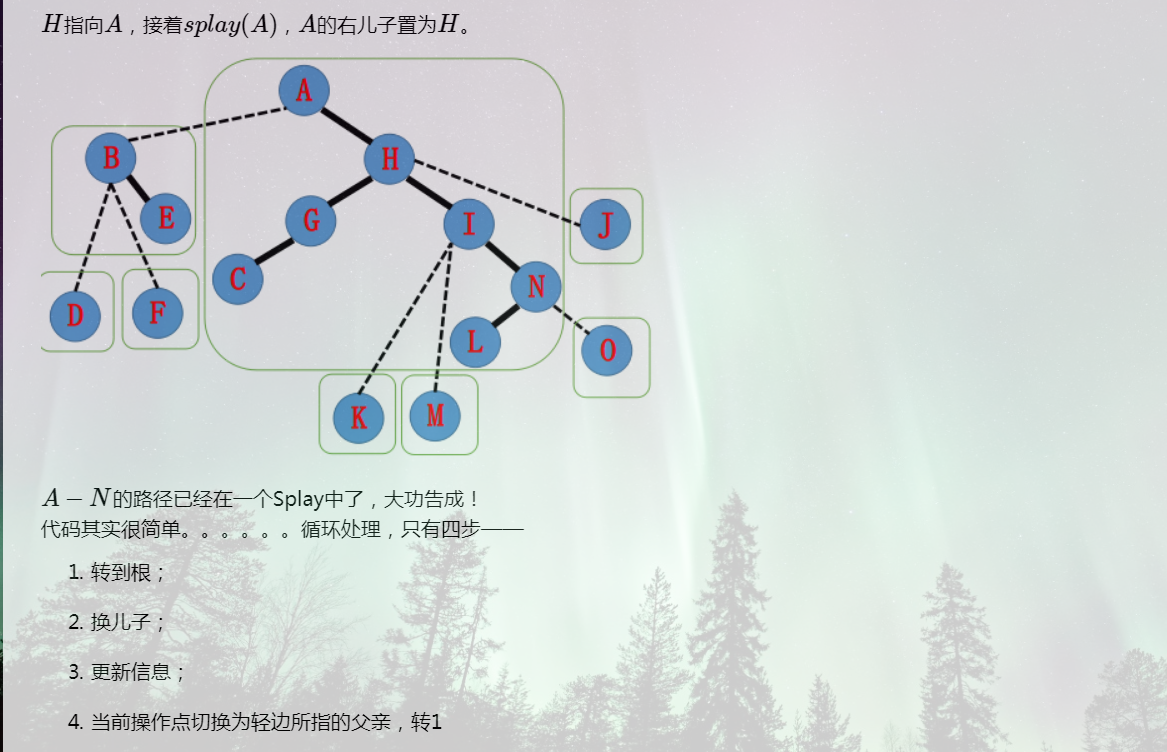 H指向A，接着splay(A)，A的右儿子置为H。
A
B
H
E
G
I
J
C
N
D
F
L
O
K
M
A − N的路径已经在一个Splay中了，大功告成！
代码其实很简单。。。。。。循环处理，只有四步——
1. 转到根；
2. 换儿子；
3. 更新信息；
4. 当前操作点切换为轻边所指的父亲，转1